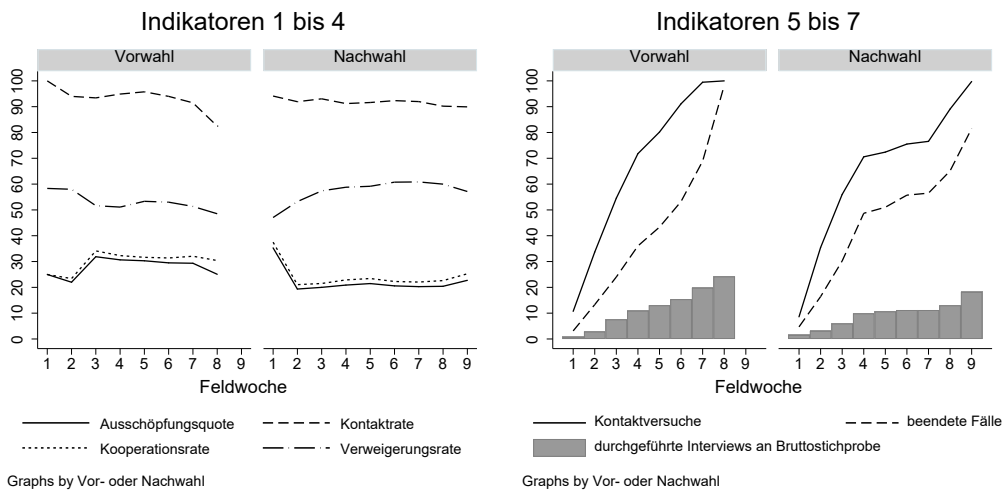 Indikatoren 1 bis 4
Vorwahl
Nachwahl
0 10 20 30 40 50 60 70 80 90 100
1 2 3 4 5 6 7 8 9
1 2 3 4 5 6 7 8 9
Feldwoche
Ausschöpfungsquote
Kontaktrate
Kooperationsrate
Verweigerungsrate
Graphs by Vor- oder Nachwahl
Indikatoren 5 bis 7
Vorwahl
Nachwahl
0 10 20 30 40 50 60 70 80 90 100
1 2 3 4 5 6 7 8 9
1 2 3 4 5 6 7 8 9
Feldwoche
Kontaktversuche
beendete Fälle
durchgeführte Interviews an Bruttostichprobe
Graphs by Vor- oder Nachwahl